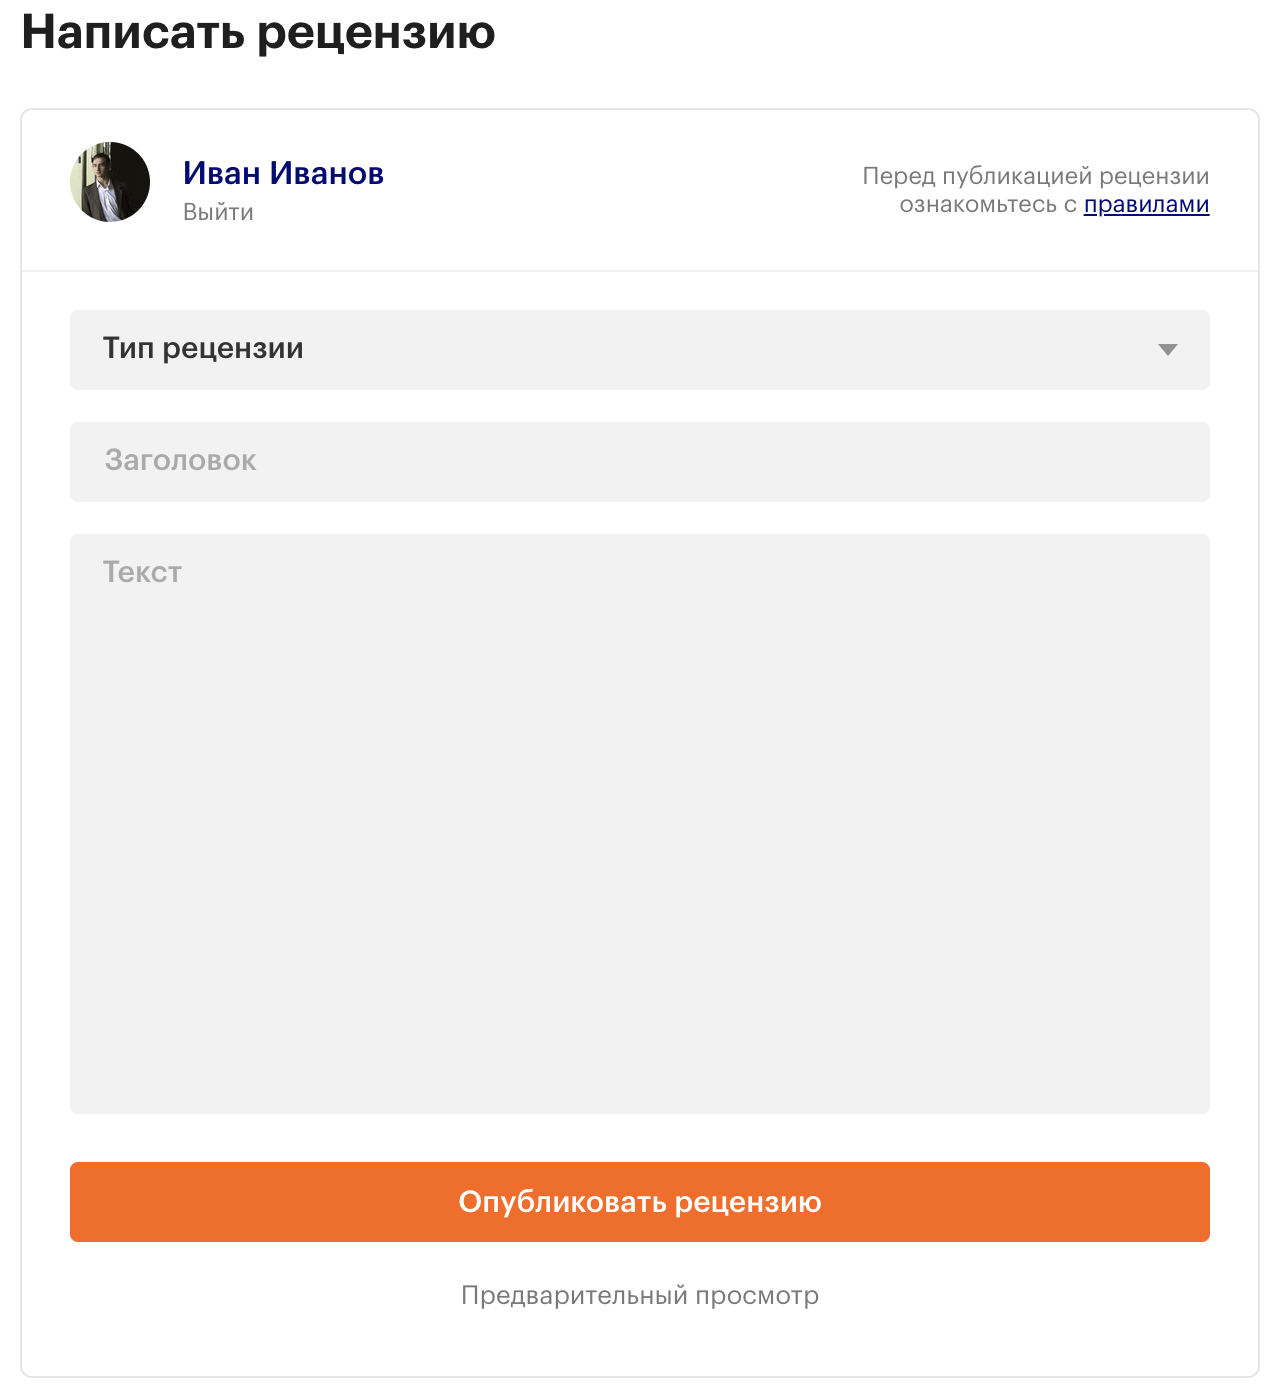 Написать рецензию
Иван Иванов
Выйти
Перед публикацией рецензии
ознакомьтесь с правилами
Тип рецензии
Заголовок
Текст
Опубликовать рецензию
Предварительный просмотр